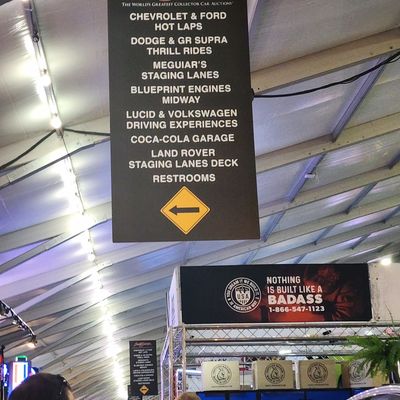 THE WORLD'S GREATEST COLLECTOR CAR AUCTIONS
CHEVROLET & FORD
HOT LAPS
DODGE & GR SUPRA
THRILL RIDES
MEGUIAR'S
STAGING LANES
BLUEPRINT ENGINES
MIDWAY
LUCID & VOLKSWAGEN
DRIVING EXPERIENCES
COCA-COLA GARAGE
LAND ROVER
STAGING LANES DECK
RESTROOMS
NOTHING
IS BUILT LIKE A
BADASS
1-866-547-1123